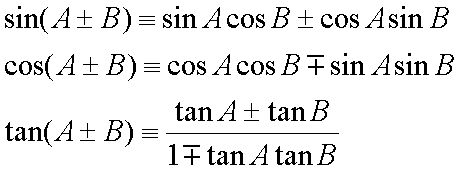 sin(A ± B) ≡ sin A cos B ± cos A sin B
cos(A ± B) ≡ cos A cos B ∓ sin A sin B
tan(A ± B) ≡ (tan A ± tan B) / (1 ∓ tan A tan B)